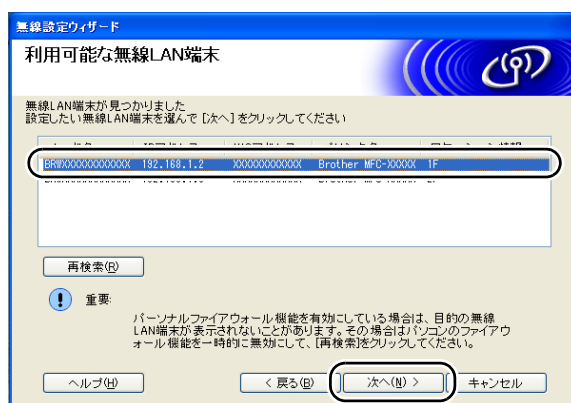 無線設定ウィザード
利用可能な無線LAN端末
無線LAN端末が見つかりました
設定したい無線LAN端末を選んで [次へ] をクリックしてください
BRWXXXXXXXXXXXX 192.168.1.2 XXXXXXXXXXXX Brother MFC-XXXXX 1F
再検索(R)
重要:
パーソナルファイアウォール機能を有効にしている場合は、目的の無線
LAN端末が表示されないことがあります。その場合はパソコンのファイアウ
ォール機能を一時的に無効にして、[再検索]をクリックしてください。
ヘルプ(H) < 戻る(B) 次へ(N) > キャンセル